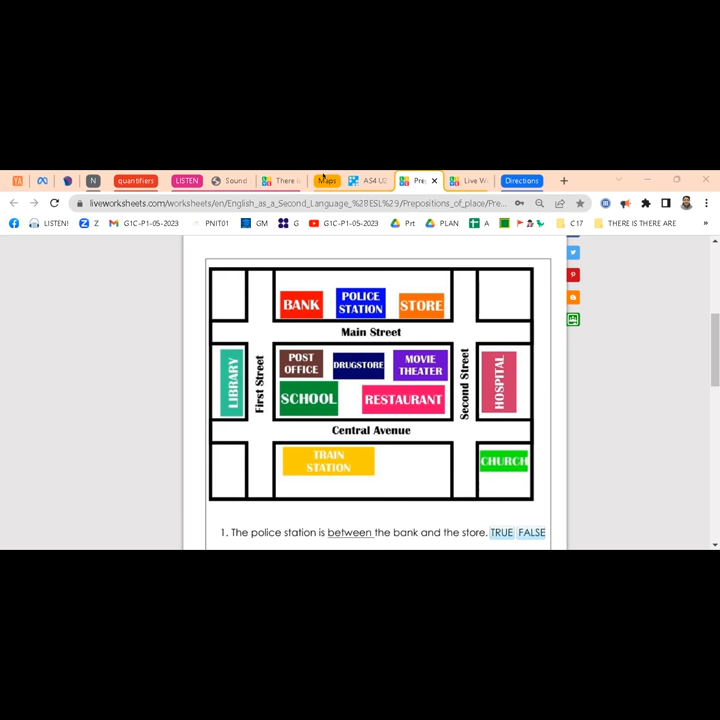 N quantifiers LISTEN Sound There i Maps AS4 U2 Pre Live W Directions
liveworksheets.com/worksheets/en/English_as_a_Second_Language_%28ESL%29/Prepositions_of_place/Pre...
LISTEN! Z Z G1C-P1-05-2023 PNIT01 GM G G1C-P1-05-2023 Prt PLAN A C17 THERE IS THERE ARE »
BANK
POLICE
STATION
STORE
Main Street
LIBRARY
First Street
POST
OFFICE
DRUGSTORE
MOVIE
THEATER
SCHOOL
RESTAURANT
Second Street
HOSPITAL
Central Avenue
TRAIN
STATION
CHURCH
1. The police station is between the bank and the store. TRUE FALSE